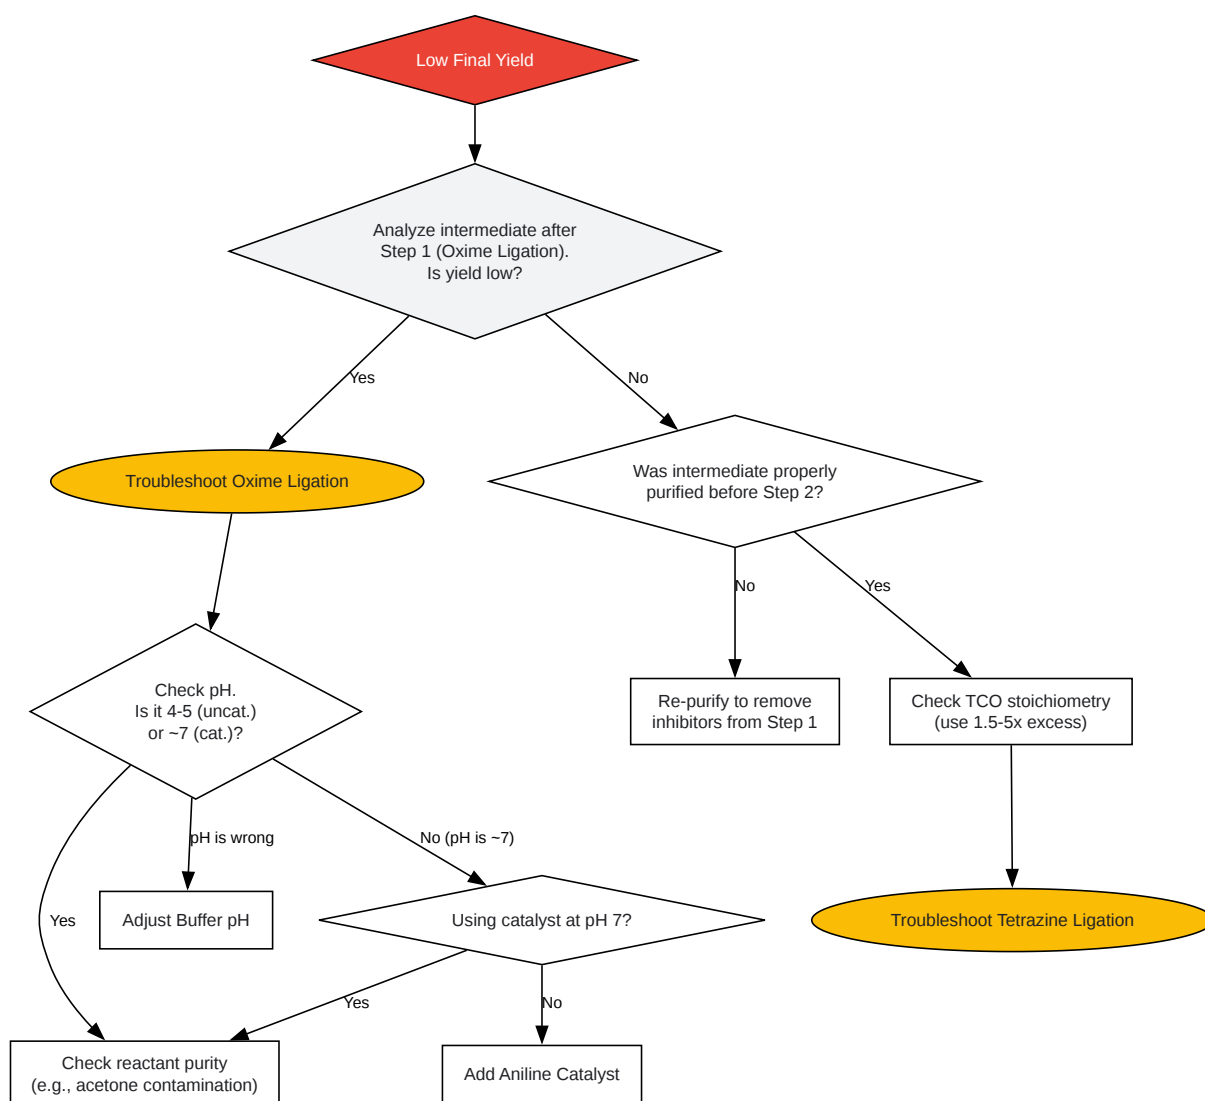 Low Final Yield
Analyze intermediate after
Step 1 (Oxime Ligation).
Is yield low?
Yes
No
Troubleshoot Oxime Ligation
Was intermediate properly
purified before Step 2?
No
Yes
Check pH.
Is it 4-5 (uncat.)
or ~7 (cat.)?
Re-purify to remove
inhibitors from Step 1
Check TCO stoichiometry
(use 1.5-5x excess)
pH is wrong
No (pH is ~7)
Yes
Adjust Buffer pH
Using catalyst at pH 7?
Troubleshoot Tetrazine Ligation
Yes
No
Check reactant purity
(e.g., acetone contamination)
Add Aniline Catalyst